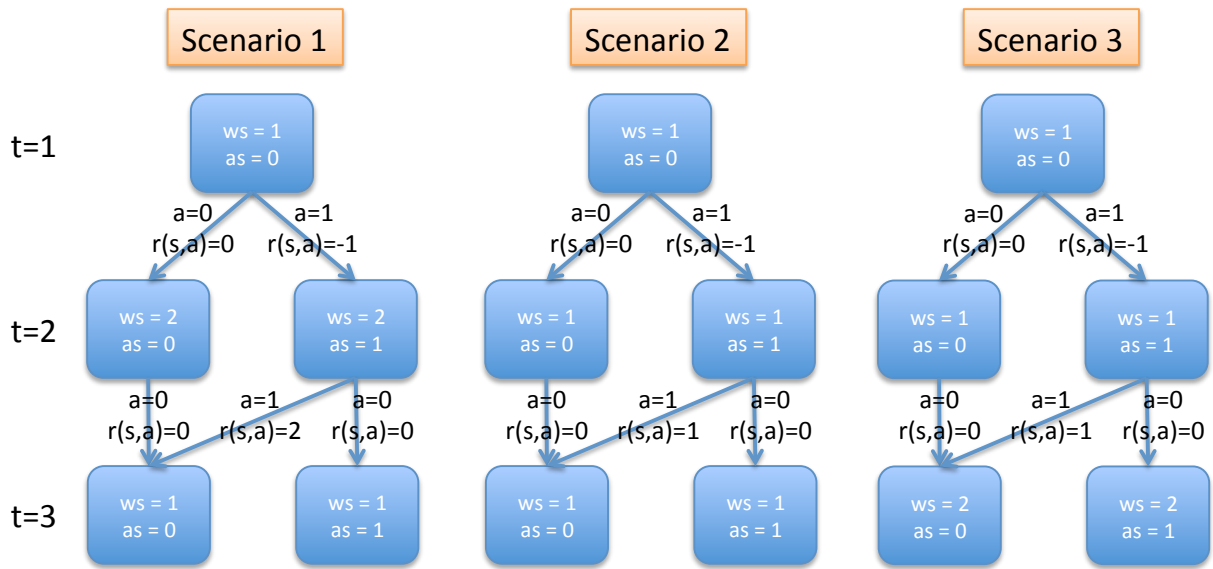 Scenario 1
Scenario 2
Scenario 3
t=1
ws = 1
as = 0
ws = 1
as = 0
ws = 1
as = 0
a=0
a=1
r(s,a)=0
r(s,a)=-1
a=0
a=1
r(s,a)=0
r(s,a)=-1
a=0
a=1
r(s,a)=0
r(s,a)=-1
t=2
ws = 2
as = 0
ws = 2
as = 1
ws = 1
as = 0
ws = 1
as = 1
ws = 1
as = 0
ws = 1
as = 1
a=0
a=1
a=0
r(s,a)=0
r(s,a)=2
r(s,a)=0
a=0
a=1
a=0
r(s,a)=0
r(s,a)=1
r(s,a)=0
a=0
a=1
a=0
r(s,a)=0
r(s,a)=1
r(s,a)=0
t=3
ws = 1
as = 0
ws = 1
as = 1
ws = 1
as = 0
ws = 1
as = 1
ws = 2
as = 0
ws = 2
as = 1